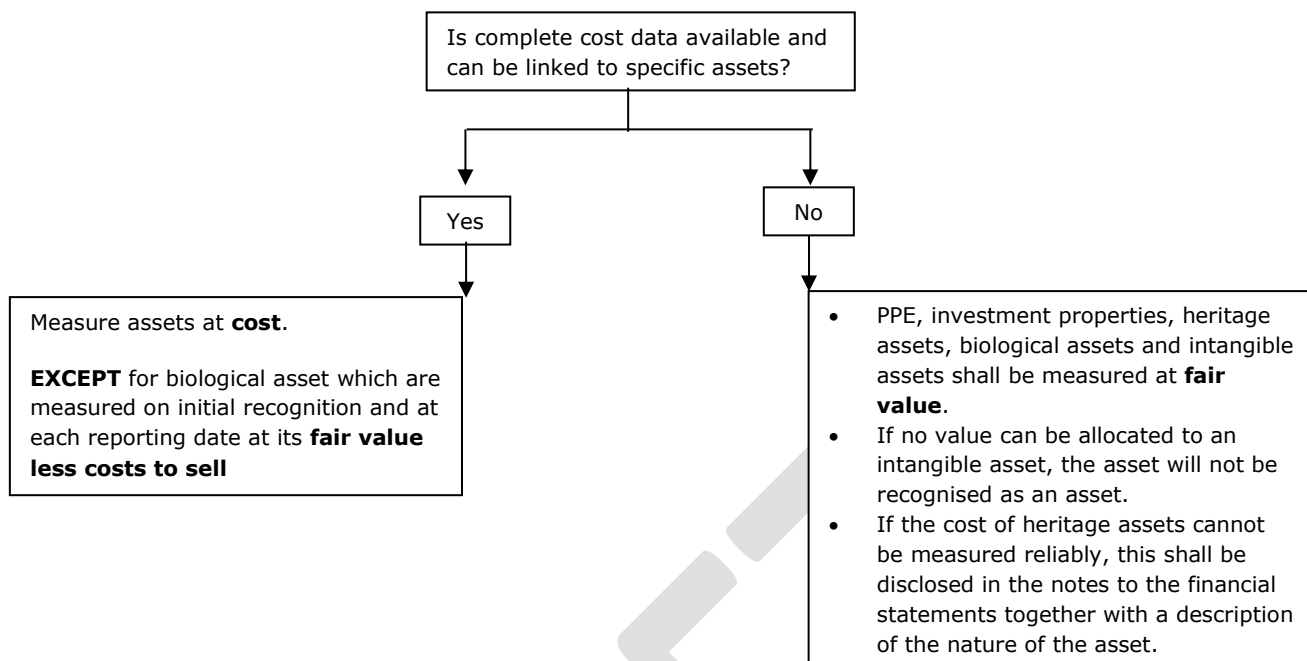 Is complete cost data available and
can be linked to specific assets?
Yes
No
Measure assets at cost.
EXCEPT for biological asset which are
measured on initial recognition and at
each reporting date at its fair value
less costs to sell
• PPE, investment properties, heritage
assets, biological assets and intangible
assets shall be measured at fair
value.
• If no value can be allocated to an
intangible asset, the asset will not be
recognised as an asset.
• If the cost of heritage assets cannot
be measured reliably, this shall be
disclosed in the notes to the financial
statements together with a description
of the nature of the asset.